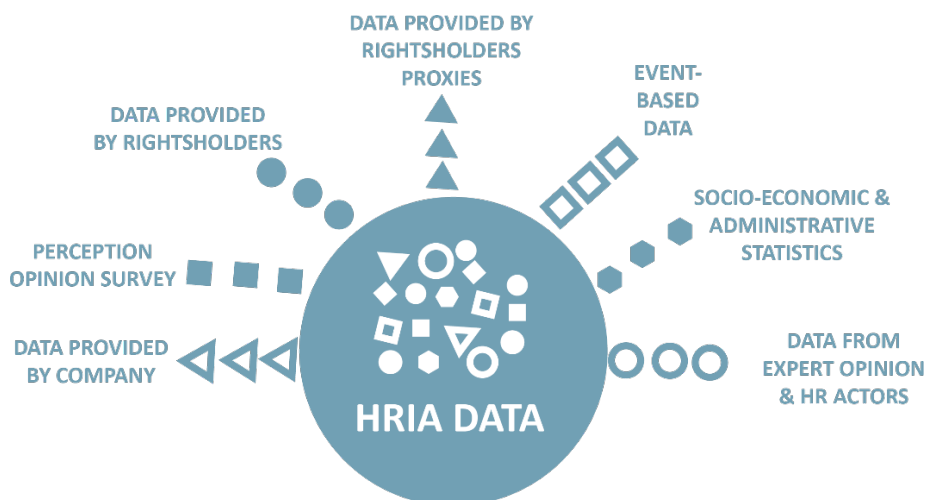 DATA PROVIDED BY
RIGHTSHOLDERS
PROXIES
EVENT-
BASED
DATA
DATA PROVIDED
BY RIGHTSHOLDERS
SOCIO-ECONOMIC &
ADMINISTRATIVE
STATISTICS
PERCEPTION
OPINION SURVEY
DATA PROVIDED
BY COMPANY
DATA FROM
EXPERT OPINION
& HR ACTORS
HRIA DATA